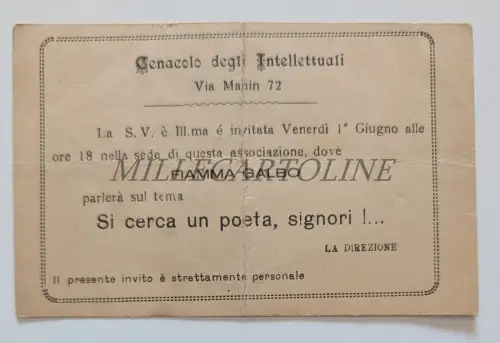 Cenacolo degli Intellettuali
Via Manin 72
La S. V. è Ill.ma é invitata Venerdì 1° Giugno alle
ore 18 nella sede di questa associazione, dove
MILLECARTOLINE
FIAMMA GALBO
parlerà sul tema
Si cerca un poeta, signori !...
LA DIREZIONE
Il presente invito è strettamente personale